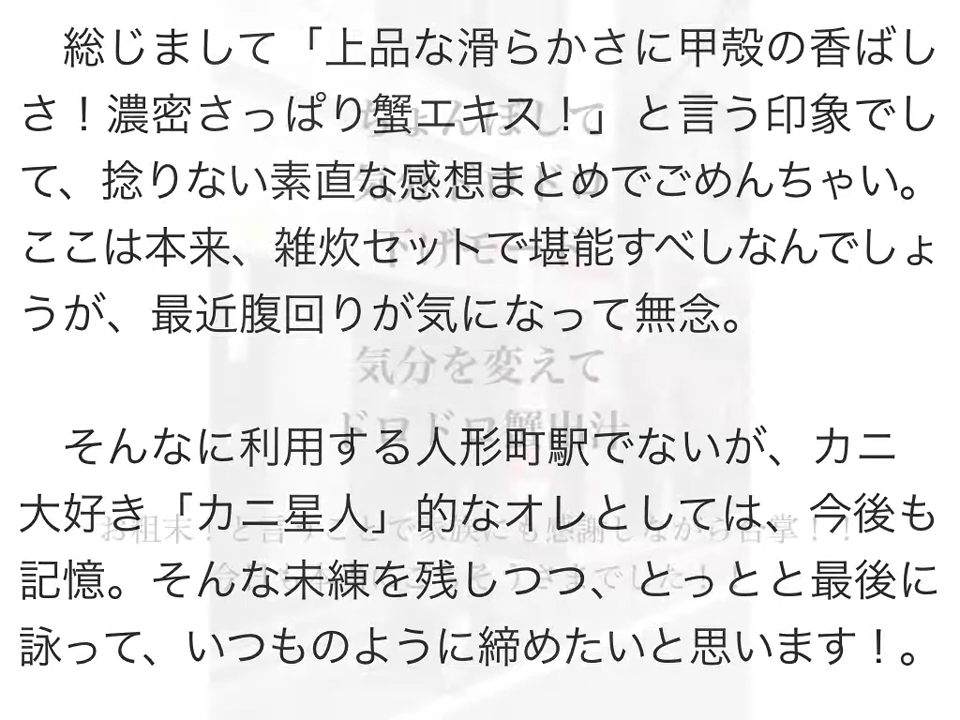 総じまして「上品な滑らかさに甲殻の香ばし
さ！濃密さっぱり蟹エキス！」と言う印象でし
て、捻りない素直な感想まとめでごめんちゃい。
ここは本来、雑炊セットで堪能すべしなんでしょ
うが、最近腹回りが気になって無念。
気分を変えて
ドロドロ蟹出汁
そんなに利用する人形町駅でないが、カニ
大好き「カニ星人」的なオレとしては、今後も
記憶。そんな未練を残しつつ、とっとと最後に
詠って、いつものように締めたいと思います！。